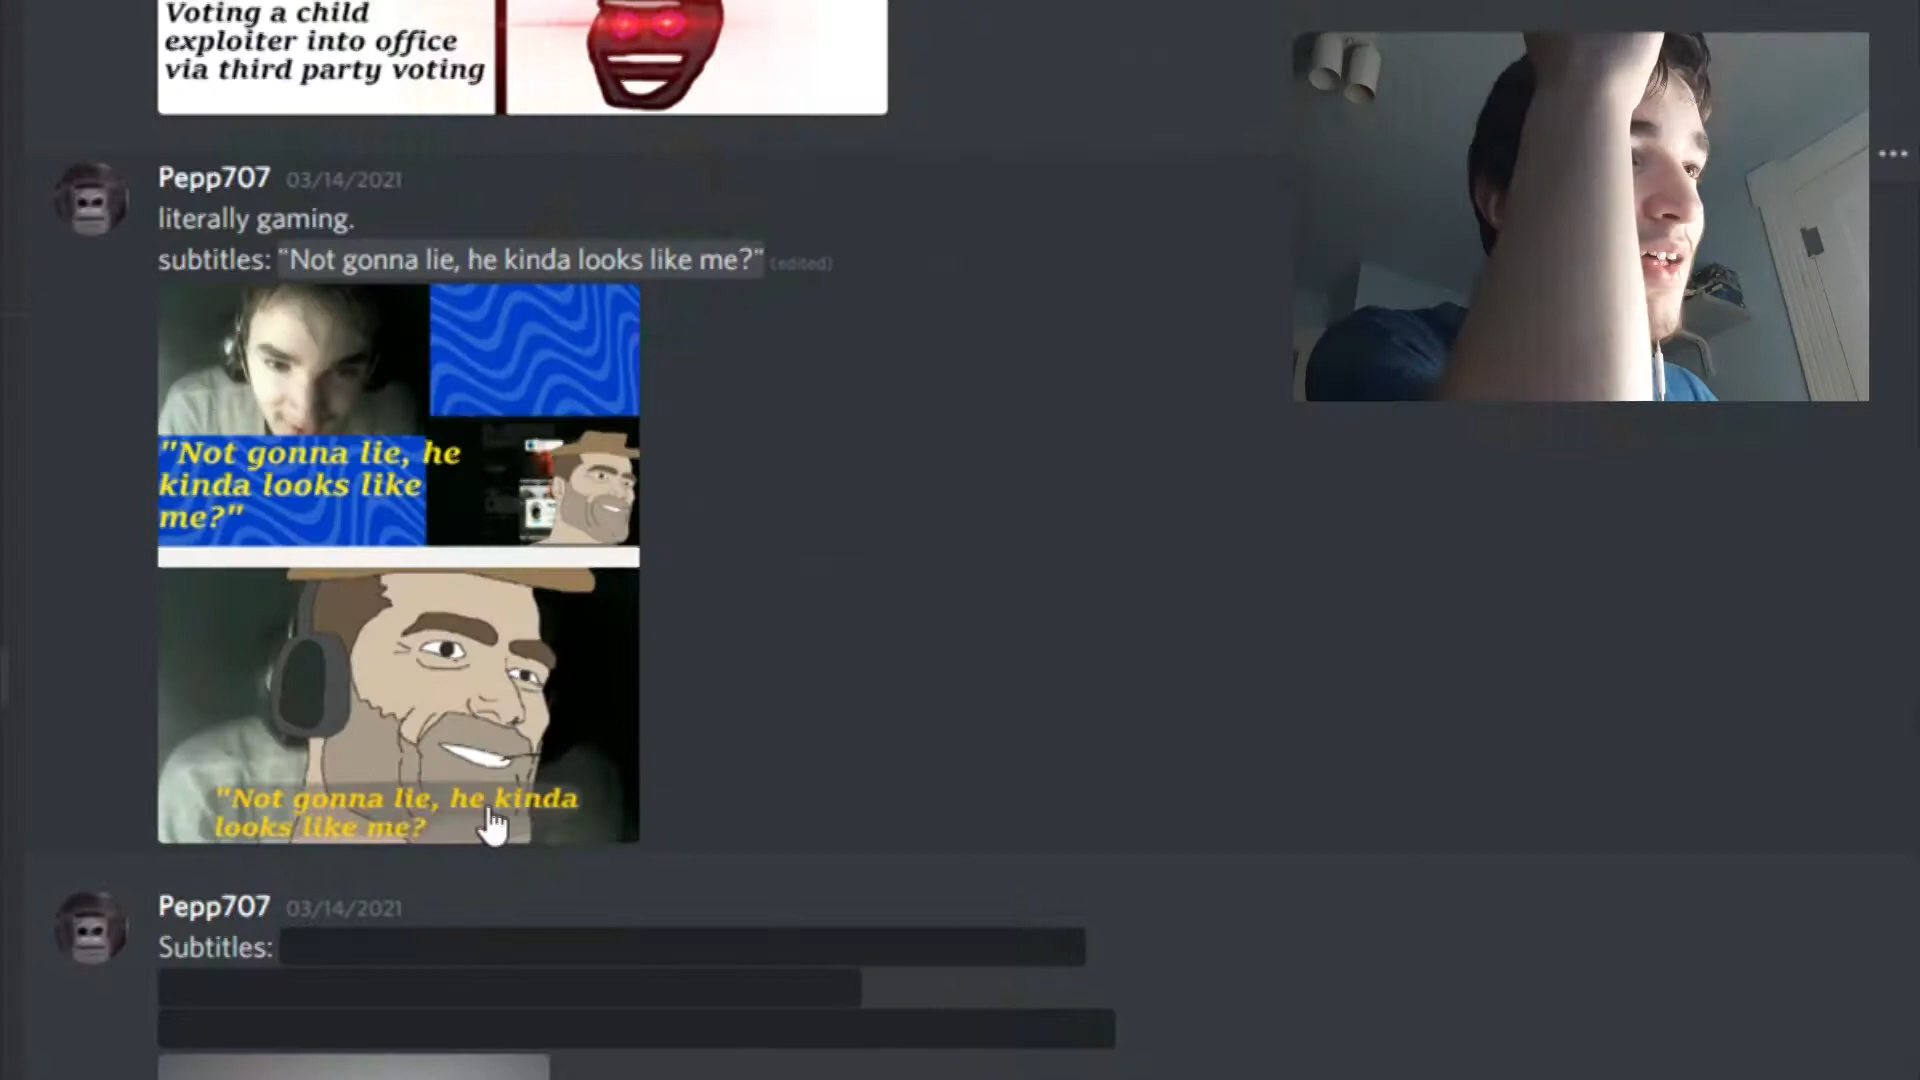 Voting a child
exploiter into office
via third party voting
Pepp707 03/14/2021
literally gaming.
subtitles: "Not gonna lie, he kinda looks like me?" (edited)
"Not gonna lie, he
kinda looks like
me?"
"Not gonna lie, he kinda
looks like me?
Pepp707 03/14/2021
Subtitles: